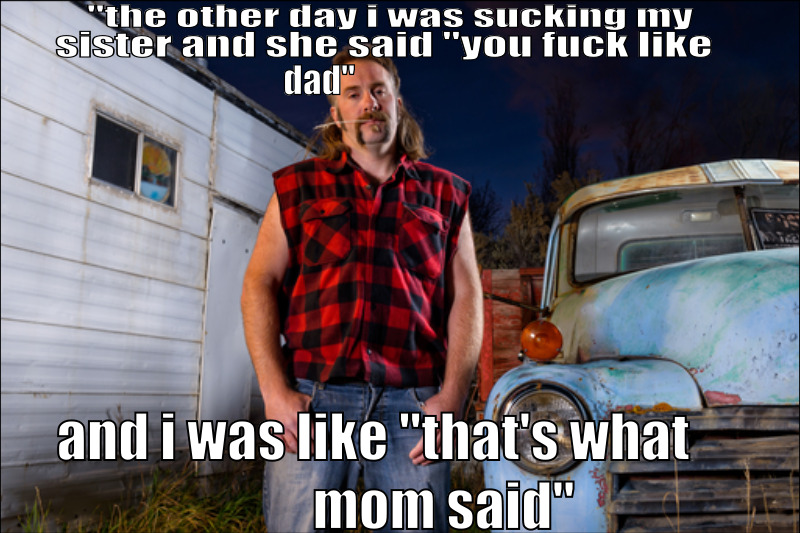 "the other day i was sucking my
sister and she said "you fuck like
dad"
and i was like "that's what
mom said"